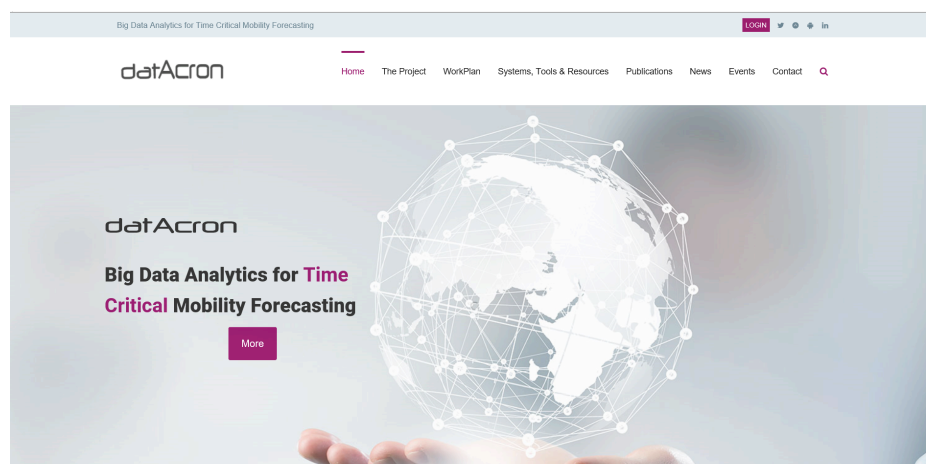 Big Data Analytics for Time Critical Mobility Forecasting
LOGIN
in
datAcron
Home The Project WorkPlan Systems, Tools & Resources Publications News Events Contact
datAcron
Big Data Analytics for Time
Critical Mobility Forecasting
More